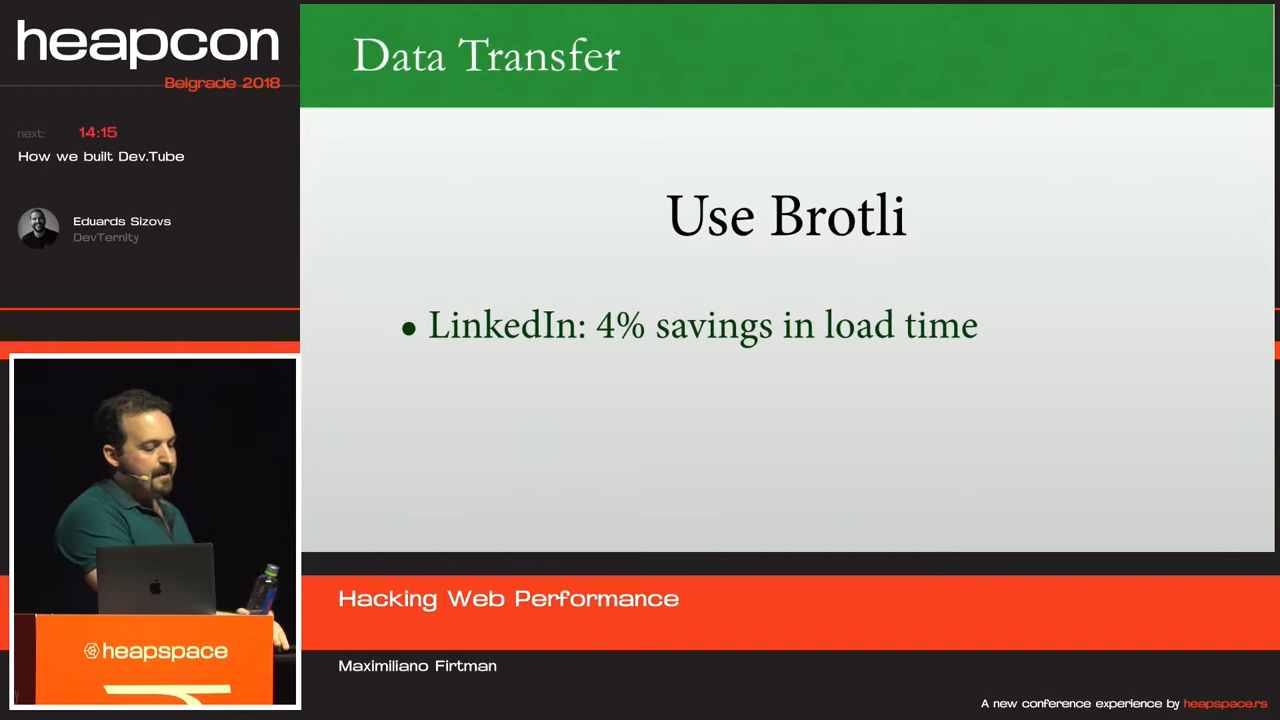 heapcon
Belgrade 2018
next: 14:15
How we built Dev.Tube
Eduards Sizovs
DevTernity
Data Transfer
Use Brotli
• LinkedIn: 4% savings in load time
heapspace
Hacking Web Performance
Maximiliano Firtman
A new conference experience by heapspace.rs